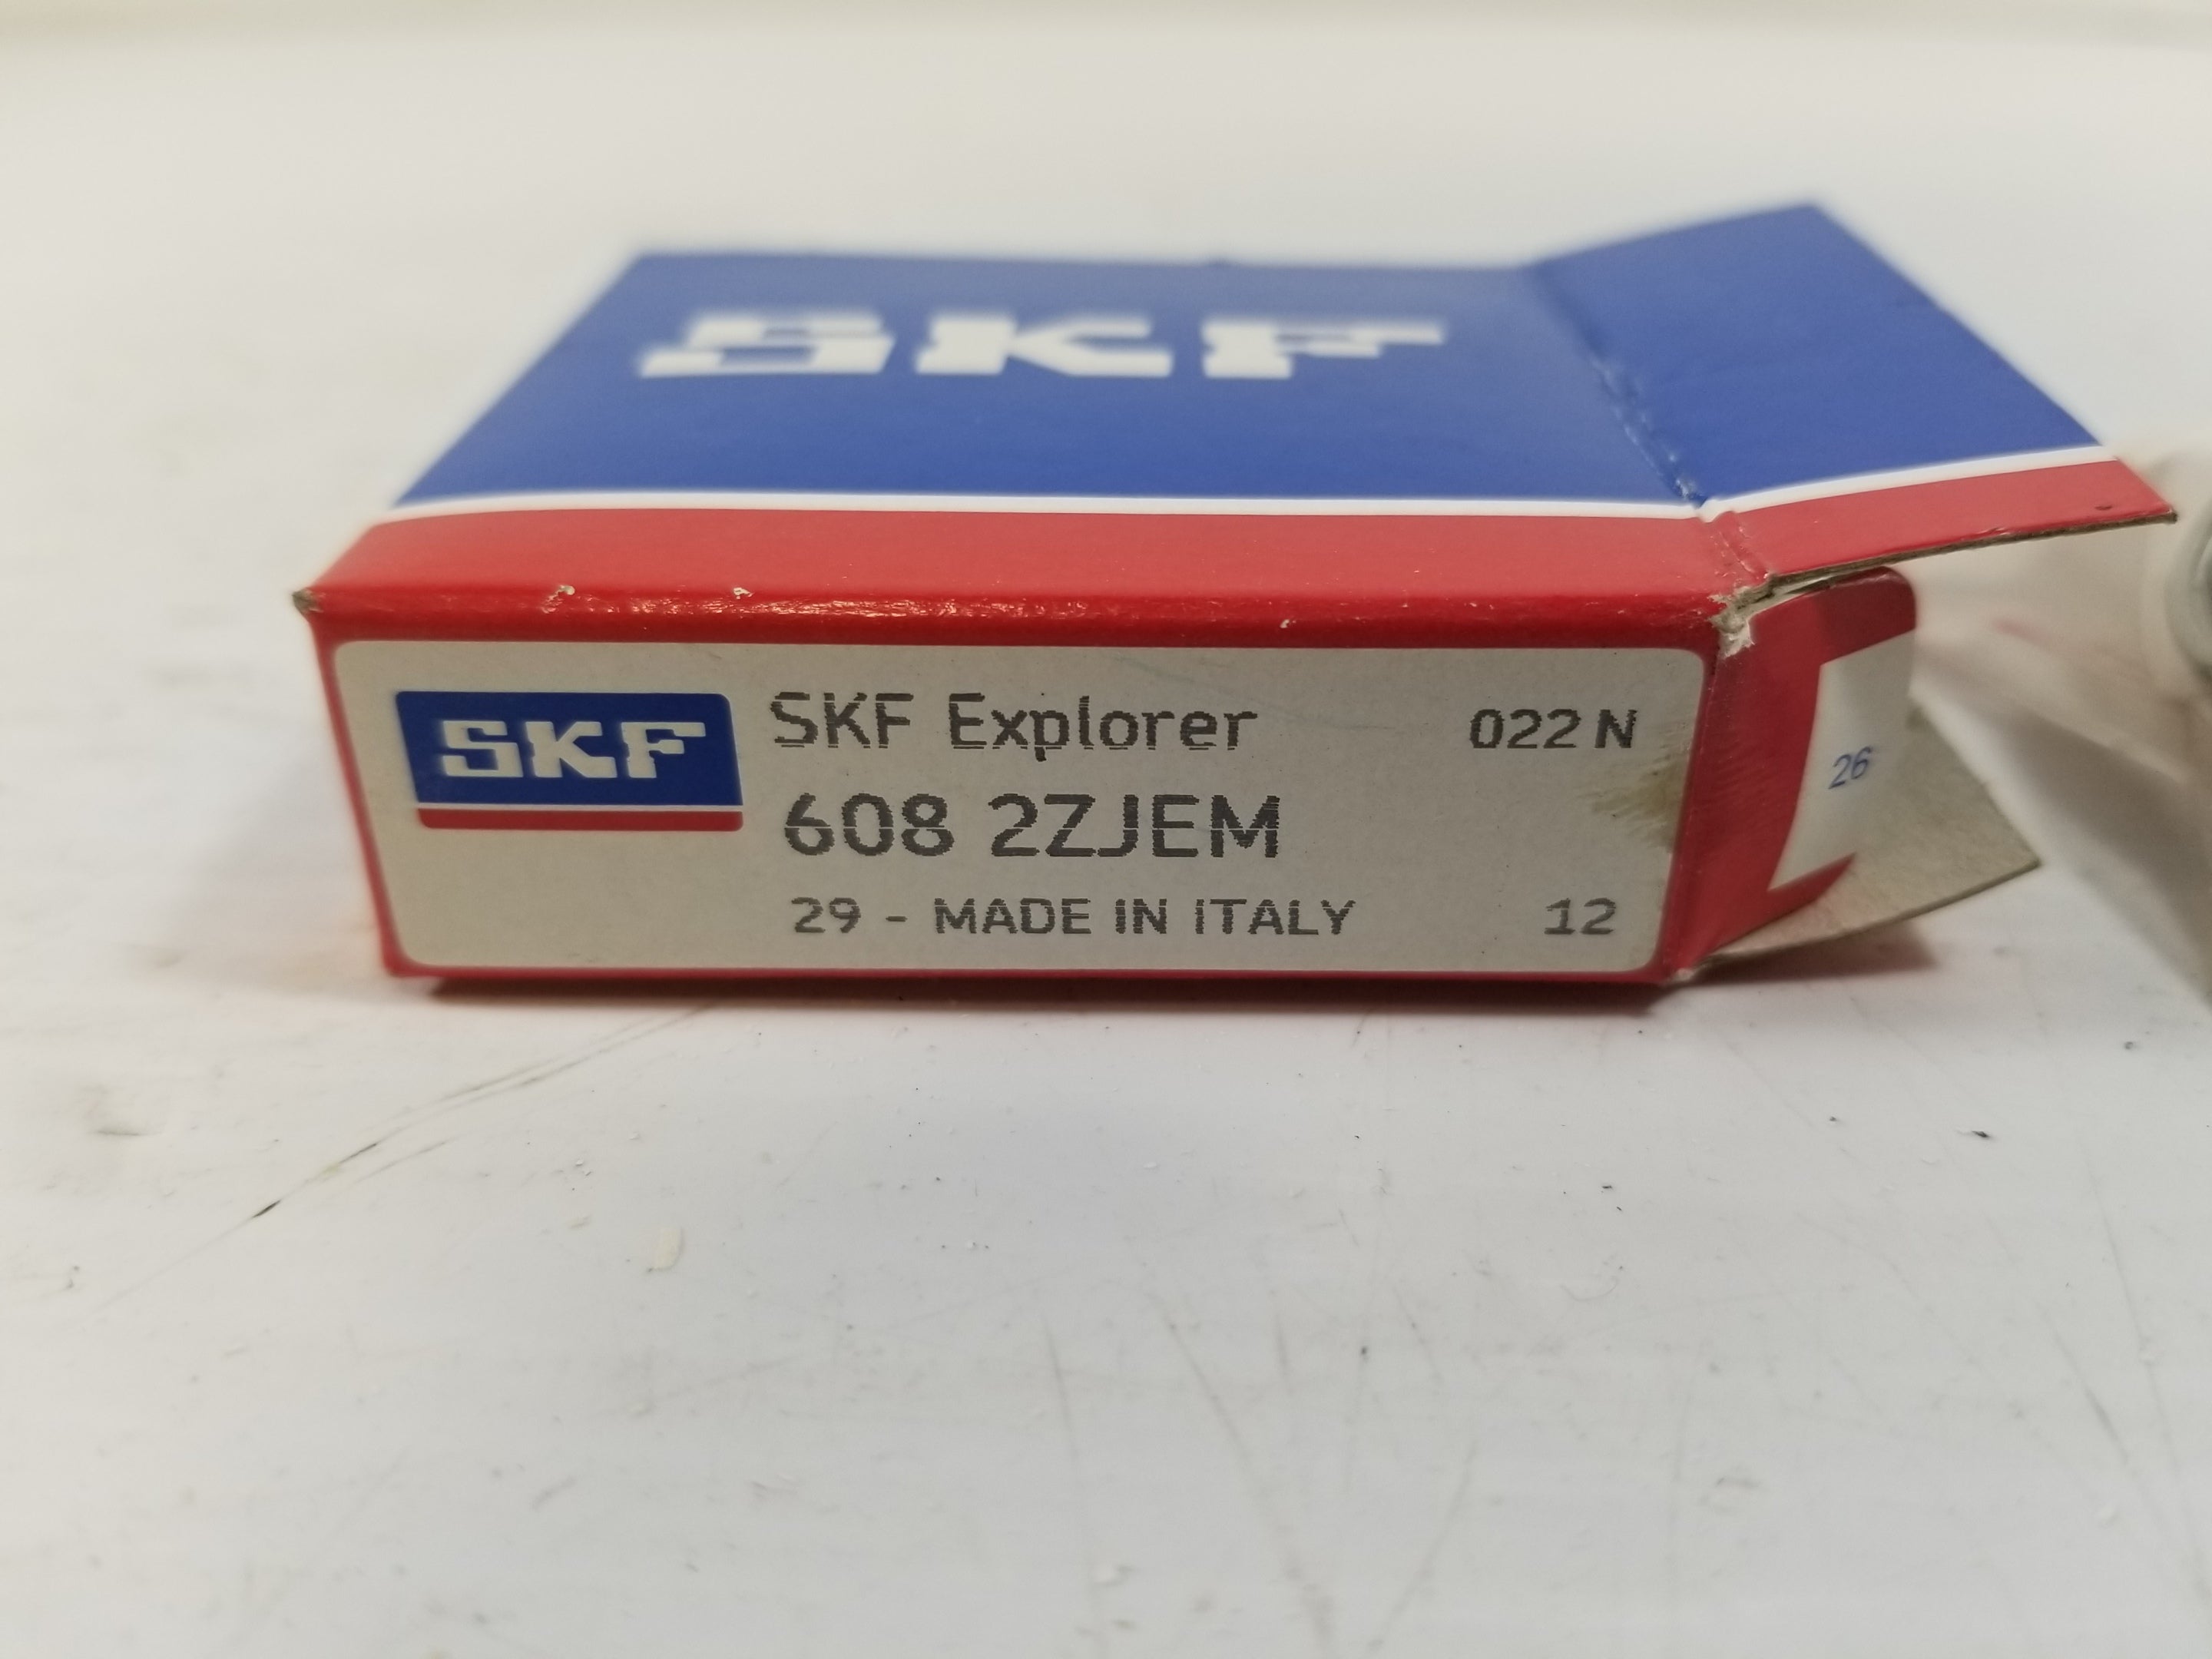 SKF
SKF
SKF Explorer 022 N
608 2ZJEM
29 - MADE IN ITALY 12
26